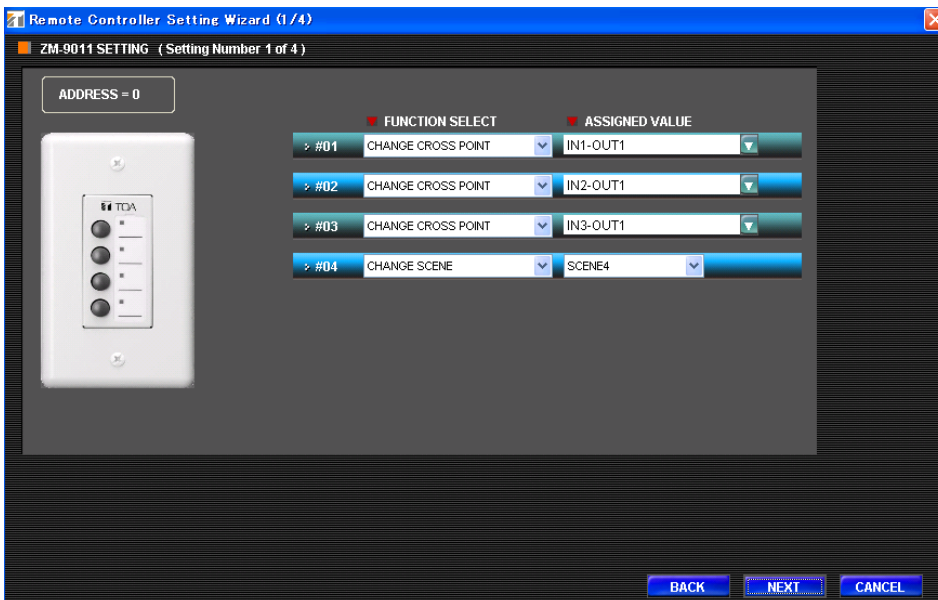 Remote Controller Setting Wizard (1/4)
ZM-9011 SETTING ( Setting Number 1 of 4 )
ADDRESS = 0
FUNCTION SELECT ASSIGNED VALUE
#01 CHANGE CROSS POINT IN1-OUT1
#02 CHANGE CROSS POINT IN2-OUT1
TOA
#03 CHANGE CROSS POINT IN3-OUT1
#04 CHANGE SCENE SCENE4
BACK NEXT CANCEL